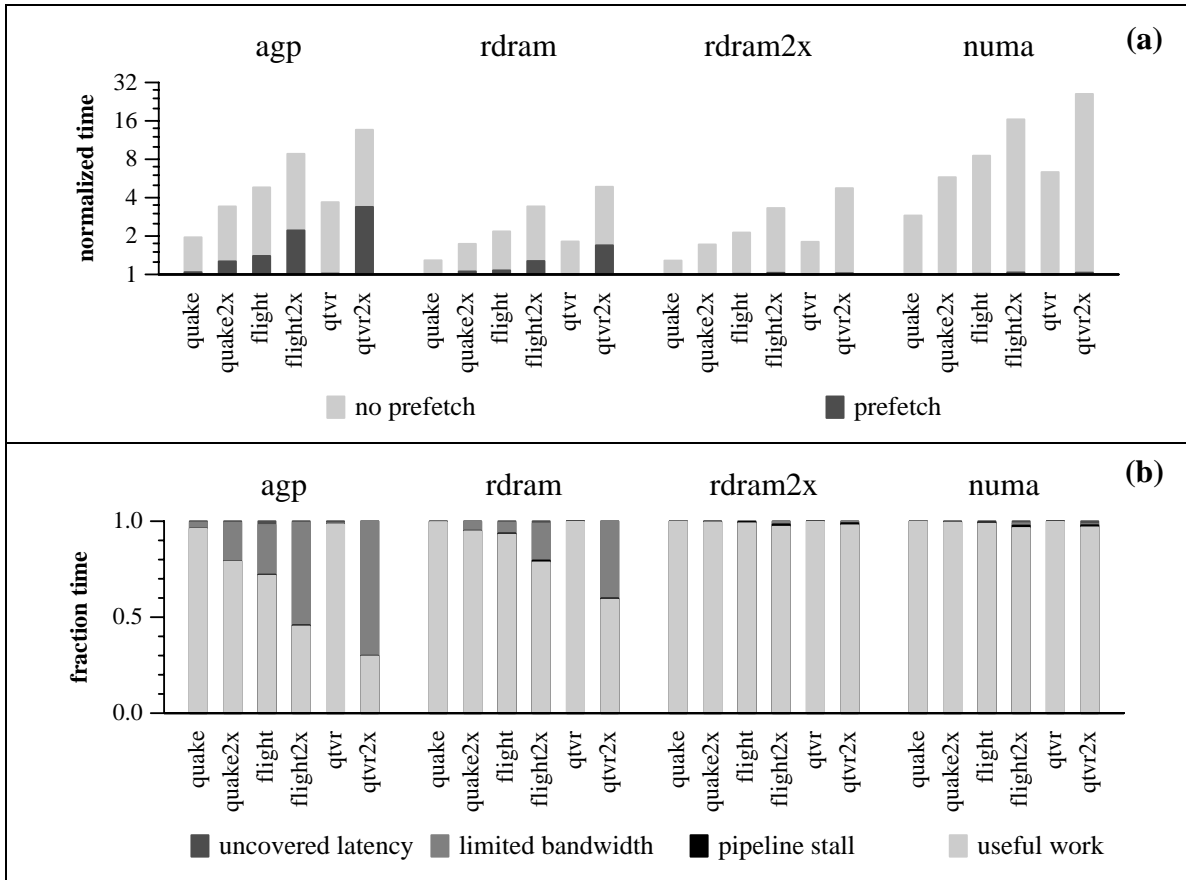 (a)
agp rdram rdram2x numa
normalized time
32
16
8
4
2
1
quake quake2x flight flight2x qtvr qtvr2x quake quake2x flight flight2x qtvr qtvr2x quake quake2x flight flight2x qtvr qtvr2x quake quake2x flight flight2x qtvr qtvr2x
no prefetch prefetch
(b)
agp rdram rdram2x numa
fraction time
1.0
0.5
0.0
quake quake2x flight flight2x qtvr qtvr2x quake quake2x flight flight2x qtvr qtvr2x quake quake2x flight flight2x qtvr qtvr2x quake quake2x flight flight2x qtvr qtvr2x
uncovered latency limited bandwidth pipeline stall useful work